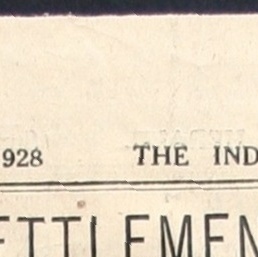 928 THE IND
ETTLEMEN